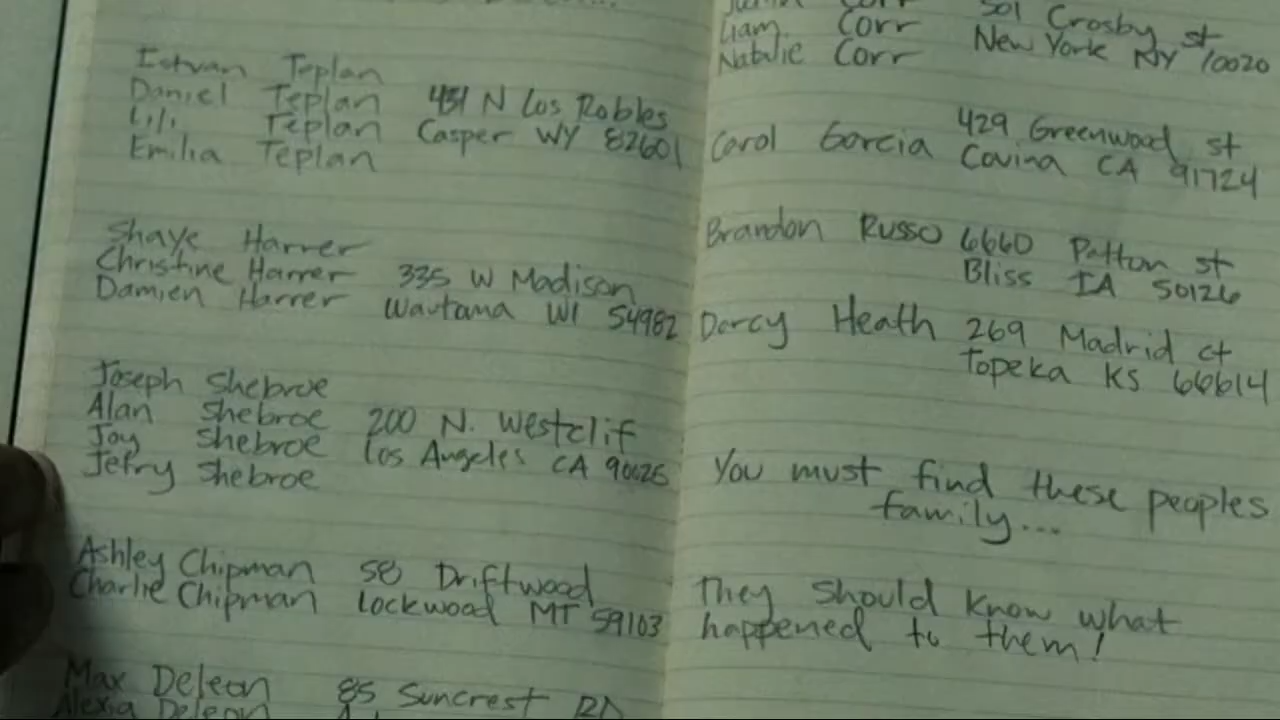 Istvan Teplan
Daniel Teplan 431 N Los Robles
Lili Teplan Casper WY 82601
Emilia Teplan
Shaye Harrer
Christine Harrer 335 W Madison
Damien Harrer Wautama WI 54982
Joseph Shebroe
Alan Shebroe 200 N. Westclif
Joy Shebroe Los Angeles CA 90025
Jefry Shebroe
Ashley Chipman 58 Driftwood
Charlie Chipman Lockwood MT 59103
Max Deleon 85 Suncrest RD
Alexia Deleon
Corr 501 Crosby st
Liam Corr New York NY 10020
Natalie Corr
429 Greenwood st
Carol Garcia Covina CA 91724
Brandon Russo 6660 Patton st
Bliss IA 50126
Darcy Heath 269 Madrid ct
Topeka KS 66614
You must find these peoples
family...
They should know what
happened to them!